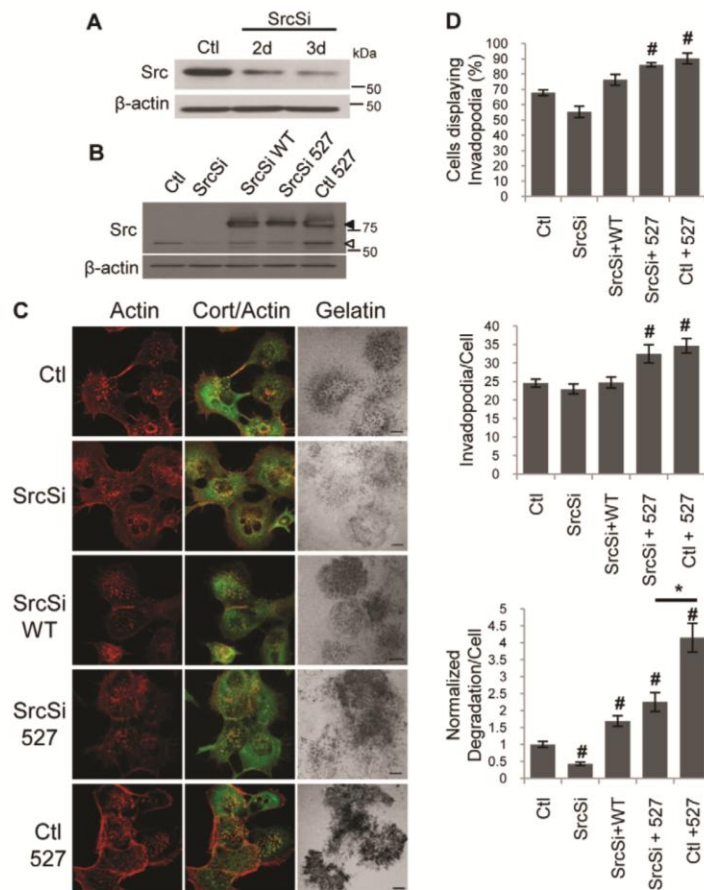 A
SrcSi
Ctl 2d 3d kDa
Src
50
β-actin 50
B
Ctl SrcSi SrcSi WT SrcSi 527 Ctl 527
Src
75
50
β-actin
C
Actin Cort/Actin Gelatin
Ctl
SrcSi
SrcSi WT
SrcSi 527
Ctl 527
D
Cells displaying Invadopodia (%)
100
90
80
70
60
50
40
30
20
10
0
# #
Ctl SrcSi SrcSi+WT SrcSi + 527 Ctl + 527
Invadopodia/Cell
40
35
30
25
20
15
10
5
0
# #
Ctl SrcSi SrcSi+WT SrcSi + 527 Ctl + 527
Normalized Degradation/Cell
5
4.5
4
3.5
3
2.5
2
1.5
1
0.5
0
*
# # # #
Ctl SrcSi SrcSi+WT SrcSi + 527 Ctl +527